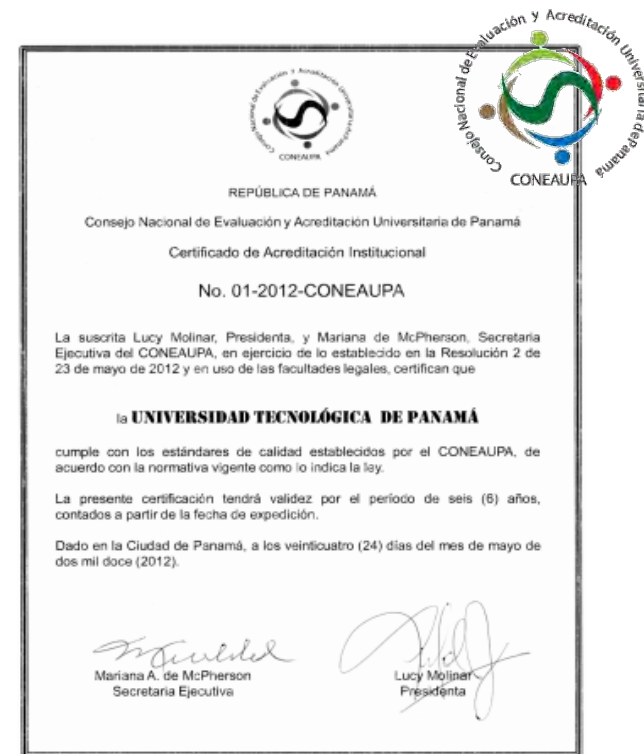 Consejo Nacional de Evaluación y Acreditación Universitaria de Panamá
CONEAUPA
CONEAUPA
REPÚBLICA DE PANAMÁ
Consejo Nacional de Evaluación y Acreditación Universitaria de Panamá
Certificado de Acreditación Institucional
No. 01-2012-CONEAUPA
La suscrita Lucy Molinar, Presidenta, y Mariana de McPherson, Secretaria
Ejecutiva del CONEAUPA, en ejercicio de lo establecido en la Resolución 2 de
23 de mayo de 2012 y en uso de las facultades legales, certifican que
la UNIVERSIDAD TECNOLÓGICA DE PANAMÁ
cumple con los estándares de calidad establecidos por el CONEAUPA, de
acuerdo con la normativa vigente como lo indica la ley.
La presente certificación tendrá validez por el período de seis (6) años,
contados a partir de la fecha de expedición.
Dado en la Ciudad de Panamá, a los veinticuatro (24) días del mes de mayo de
dos mil doce (2012).
Mariana A. de McPherson
Secretaria Ejecutiva
Lucy Molinar
Presidenta